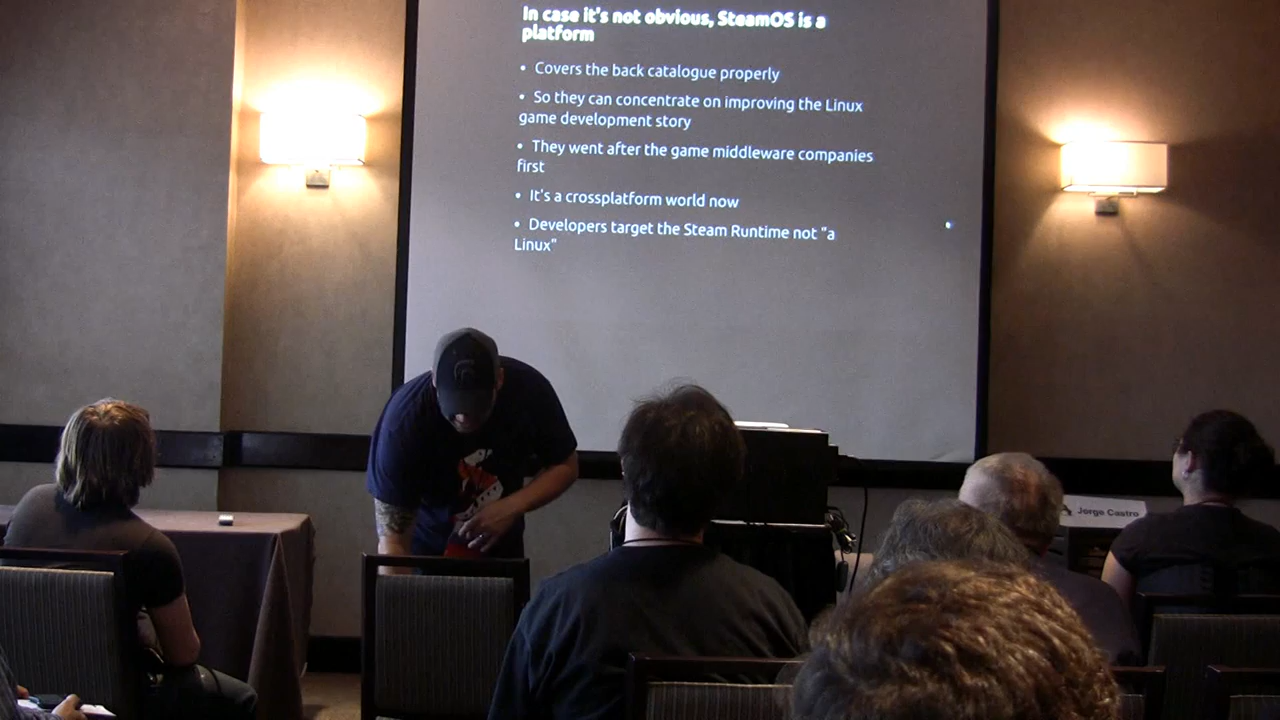 In case it's not obvious, SteamOS is a
platform
• Covers the back catalogue properly
• So they can concentrate on improving the Linux
game development story
• They went after the game middleware companies
first
• It's a crossplatform world now
• Developers target the Steam Runtime not "a
Linux"
Jorge Castro